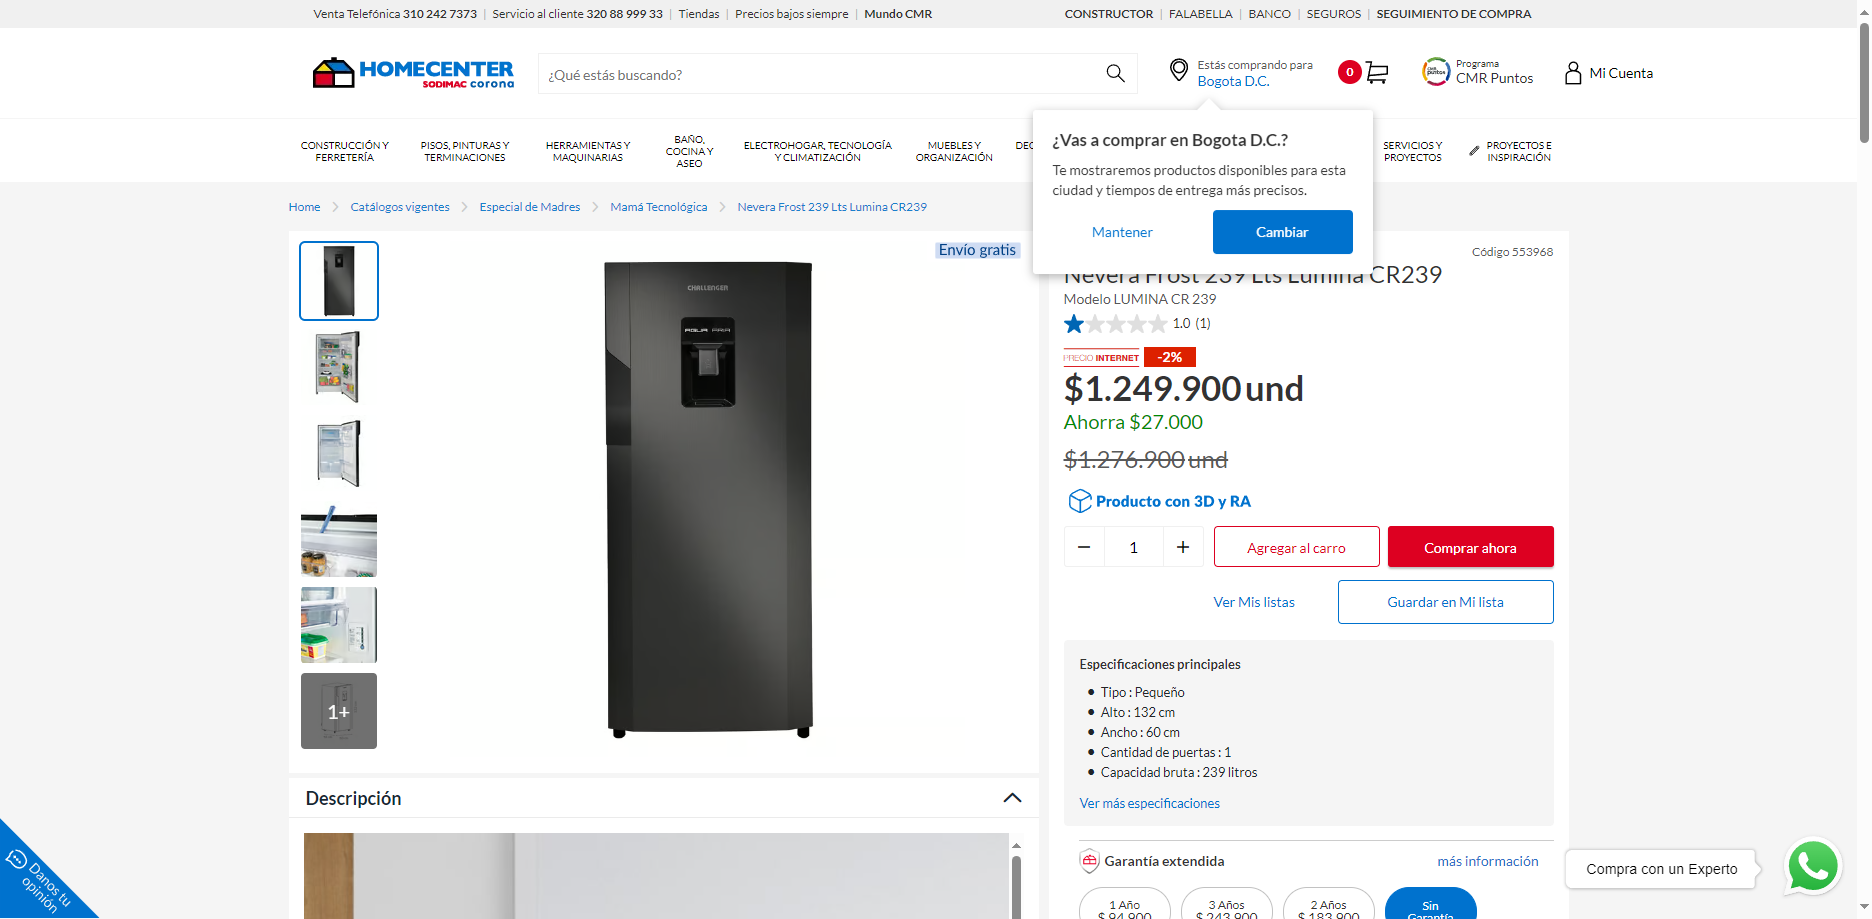 Venta Telefónica 310 242 7373 | Servicio al cliente 320 88 999 33 | Tiendas | Precios bajos siempre | Mundo CMR
CONSTRUCTOR | FALABELLA | BANCO | SEGUROS | SEGUIMIENTO DE COMPRA
HOMECENTER
SODIMAC corona
¿Qué estás buscando?
Estás comprando para
Bogota D.C.
0
Programa
CMR Puntos
Mi Cuenta
CONSTRUCCIÓN Y
FERRETERÍA
PISOS, PINTURAS Y
TERMINACIONES
HERRAMIENTAS Y
MAQUINARIAS
BAÑO,
COCINA Y
ASEO
ELECTROHOGAR, TECNOLOGÍA
Y CLIMATIZACIÓN
MUEBLES Y
ORGANIZACIÓN
SERVICIOS Y
PROYECTOS
PROYECTOS E
INSPIRACIÓN
¿Vas a comprar en Bogota D.C.?
Te mostraremos productos disponibles para esta
ciudad y tiempos de entrega más precisos.
Mantener
Cambiar
Home > Catálogos vigentes > Especial de Madres > Mamá Tecnológica > Nevera Frost 239 Lts Lumina CR239
Envío gratis
CHALLENGER
AGUA FRIA
1+
Código 553968
Nevera Frost 239 Lts Lumina CR239
Modelo LUMINA CR 239
1.0 (1)
PRECIO INTERNET
-2%
$1.249.900 und
Ahorra $27.000
$1.276.900 und
Producto con 3D y RA
− 1 +
Agregar al carro
Comprar ahora
Ver Mis listas
Guardar en Mi lista
Especificaciones principales
• Tipo : Pequeño
• Alto : 132 cm
• Ancho : 60 cm
• Cantidad de puertas : 1
• Capacidad bruta : 239 litros
Ver más especificaciones
Descripción
Garantía extendida
más información
1 Año
$ 94.900
3 Años
$ 243.900
2 Años
$ 183.900
Sin
Garantía
Danos tu
opinión
Compra con un Experto